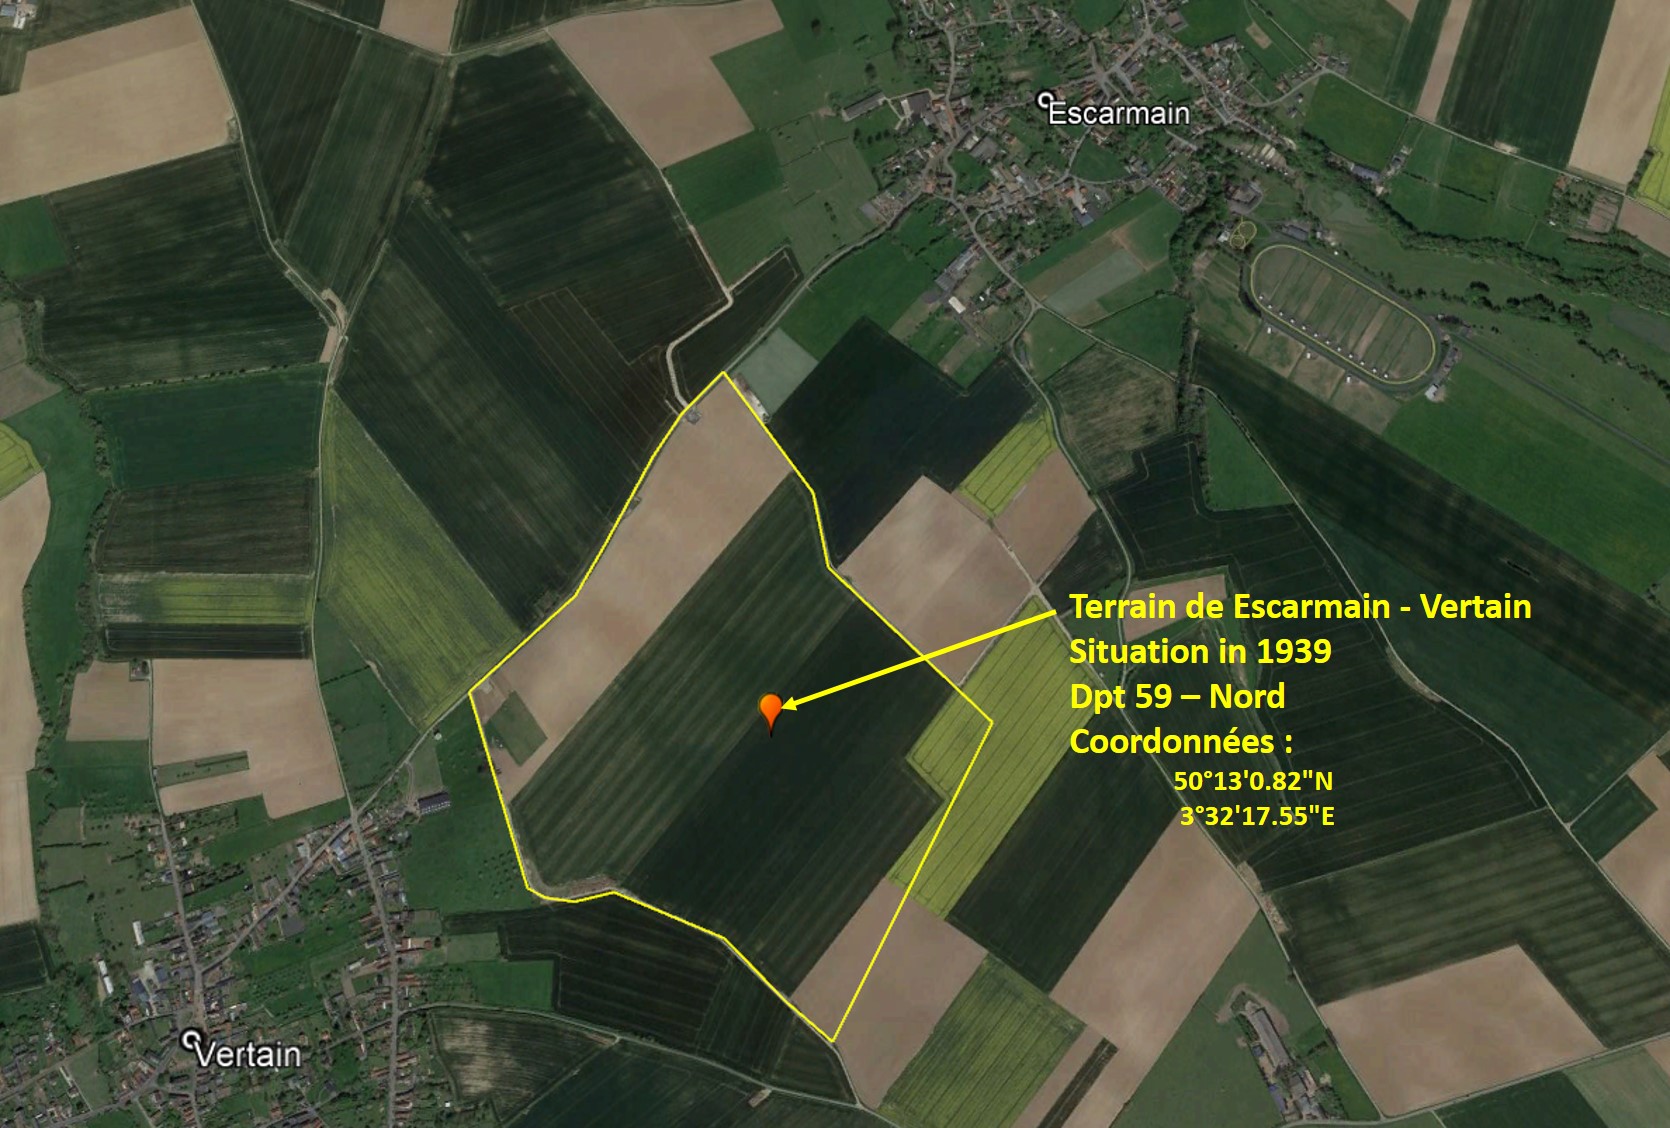 Escarmain
Terrain de Escarmain - Vertain
Situation in 1939
Dpt 59 – Nord
Coordonnées :
50°13'0.82"N
3°32'17.55"E
Vertain